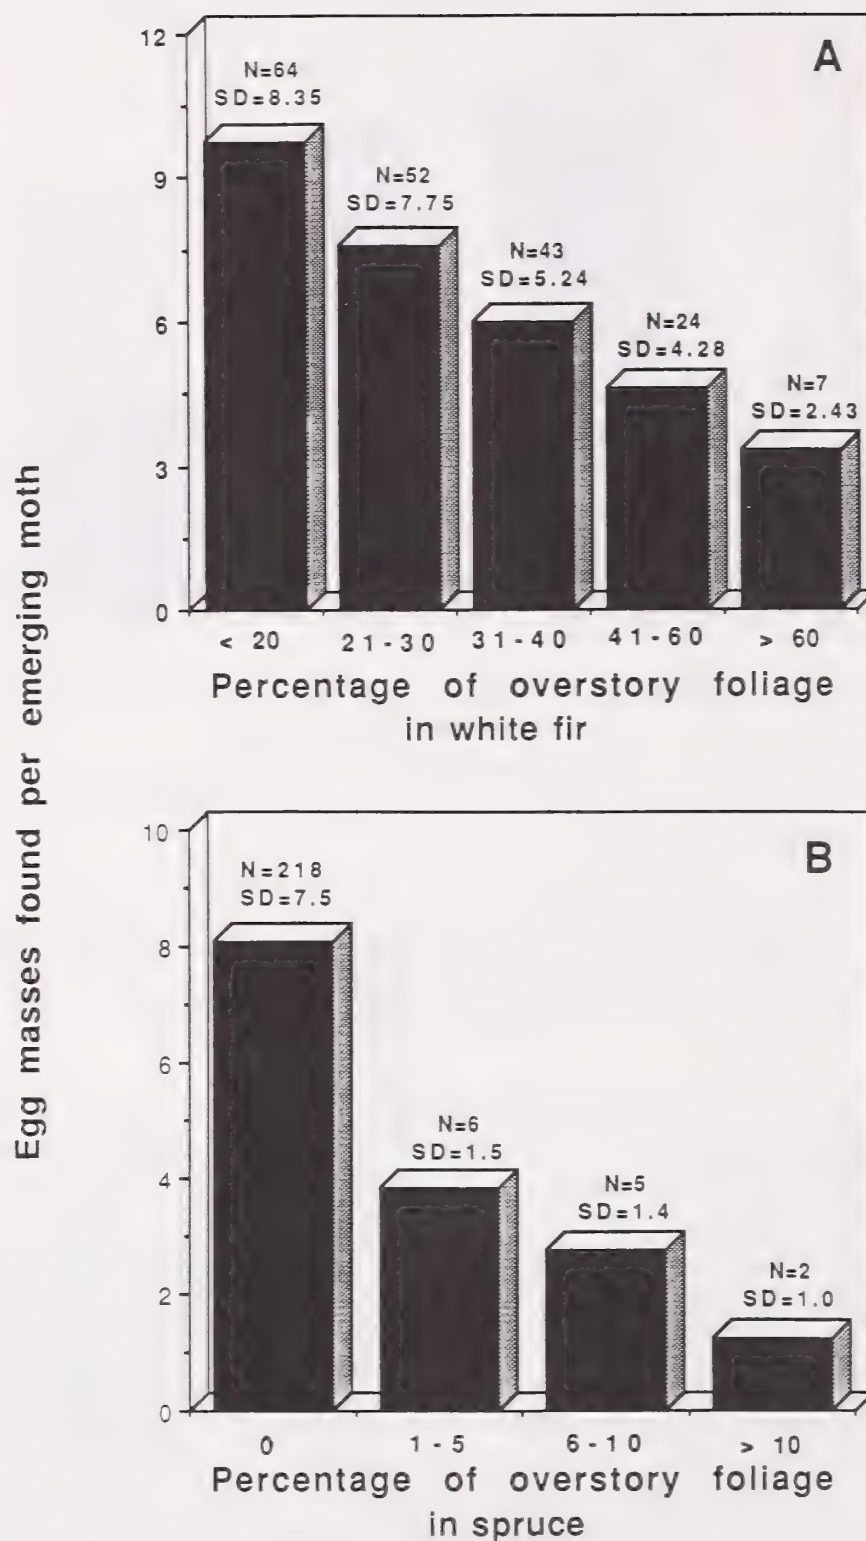 Egg masses found per emerging moth
A
12
9
6
3
0
N=64
SD=8.35
N=52
SD=7.75
N=43
SD=5.24
N=24
SD=4.28
N=7
SD=2.43
< 20 21-30 31-40 41-60 > 60
Percentage of overstory foliage
in white fir
B
10
8
6
4
2
0
N=218
SD=7.5
N=6
SD=1.5
N=5
SD=1.4
N=2
SD=1.0
0 1-5 6-10 > 10
Percentage of overstory foliage
in spruce